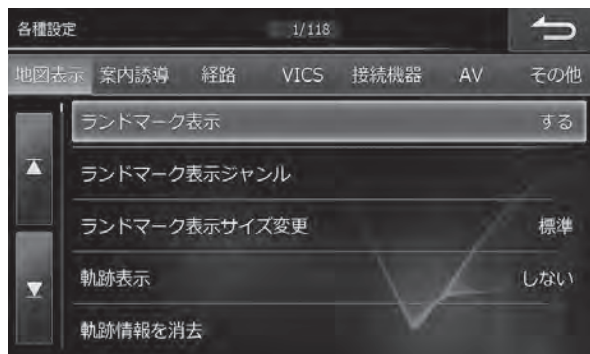 各種設定 1/118
地図表示 案内誘導 経路 VICS 接続機器 AV その他
ランドマーク表示 する
ランドマーク表示ジャンル
ランドマーク表示サイズ変更 標準
軌跡表示 しない
軌跡情報を消去